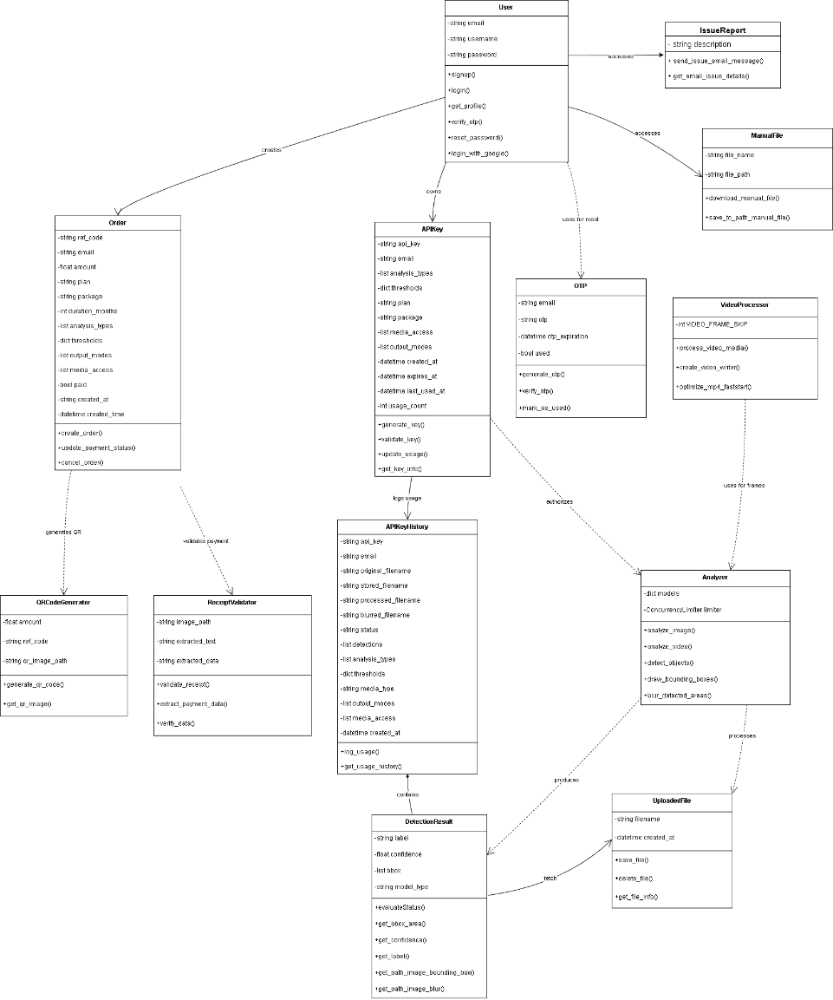 User
-string email
-string username
-string password
+signup()
+login()
+get_profile()
+verify_otp()
+reset_password()
+login_with_google()
IssueReport
- string description
+ send_issue_email_message()
+ get_email_issue_details()
accesses
accesses
ManualFile
-string file_name
-string file_path
+download_manual_file()
+save_to_path_manual_file()
creates
owns
uses for reset
Order
-string ref_code
-string email
-float amount
-string plan
-string package
-int duration_months
-list analysis_types
-dict thresholds
-list output_modes
-list media_access
-bool paid
-string created_at
-datetime created_time
+create_order()
+update_payment_status()
+cancel_order()
APIKey
-string api_key
-string email
-list analysis_types
-dict thresholds
-string plan
-string package
-list media_access
-list output_modes
-datetime created_at
-datetime expires_at
-datetime last_used_at
-int usage_count
+generate_key()
+validate_key()
+update_usage()
+get_key_info()
OTP
-string email
-string otp
-datetime otp_expiration
-bool used
+generate_otp()
+verify_otp()
+mark_as_used()
VideoProcessor
-int VIDEO_FRAME_SKIP
+process_video_media()
+create_video_writer()
+optimize_mp4_faststart()
logs usage
authorizes
uses for frames
generates QR
validates payment
APIKeyHistory
-string api_key
-string email
-string original_filename
-string stored_filename
-string processed_filename
-string blurred_filename
-string status
-list detections
-list analysis_types
-dict thresholds
-string media_type
-list output_modes
-list media_access
-datetime created_at
+log_usage()
+get_usage_history()
Analyzer
-dict models
-ConcurrencyLimiter limiter
+analyze_image()
+analyze_video()
+detect_objects()
+draw_bounding_boxes()
+blur_detected_areas()
QRCodeGenerator
-float amount
-string ref_code
-string qr_image_path
+generate_qr_code()
+get_qr_image()
ReceiptValidator
-string image_path
-string extracted_text
-string extracted_data
+validate_receipt()
+extract_payment_data()
+verify_data()
processes
produces
contains
DetectionResult
-string label
-float confidence
-list bbox
-string model_type
+evaluateStatus()
+get_bbox_area()
+get_confidence()
+get_label()
+get_path_image_bounding_box()
+get_path_image_blur()
fetch
UploadedFile
-string filename
-datetime created_at
+save_file()
+delete_file()
+get_file_info()